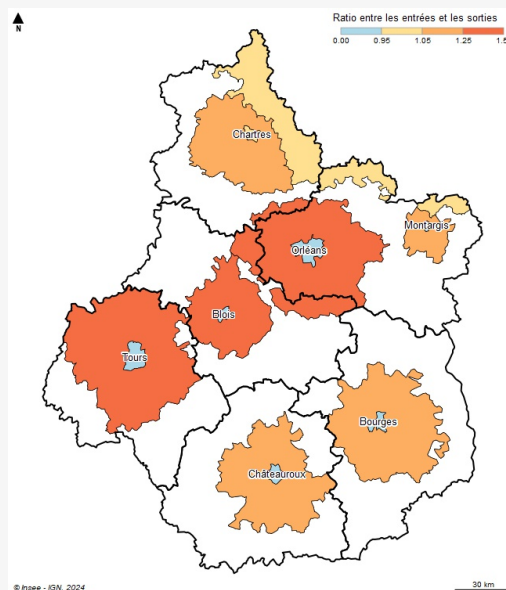 Ratio entre les entrées et les sorties
0.00 0.95 1.05 1.25 1.5
N
Chartres
Montargis
Orléans
Blois
Tours
Bourges
Châteauroux
© Insee - IGN, 2024
30 km